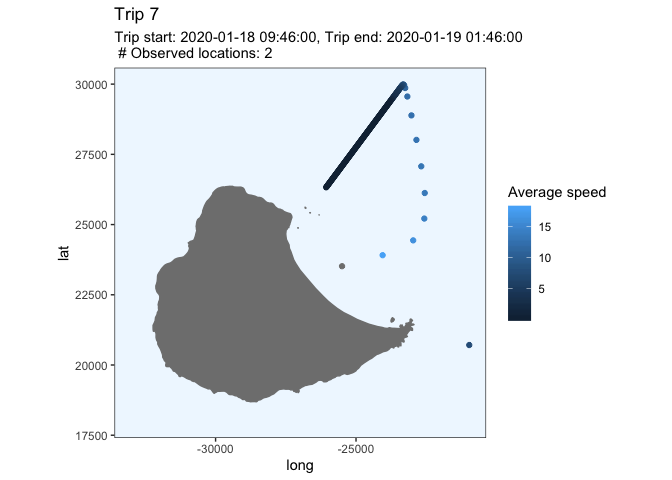 Trip 7
Trip start: 2020-01-18 09:46:00, Trip end: 2020-01-19 01:46:00
# Observed locations: 2
30000
27500
25000
22500
20000
17500
lat
-30000
-25000
long
Average speed
15
10
5